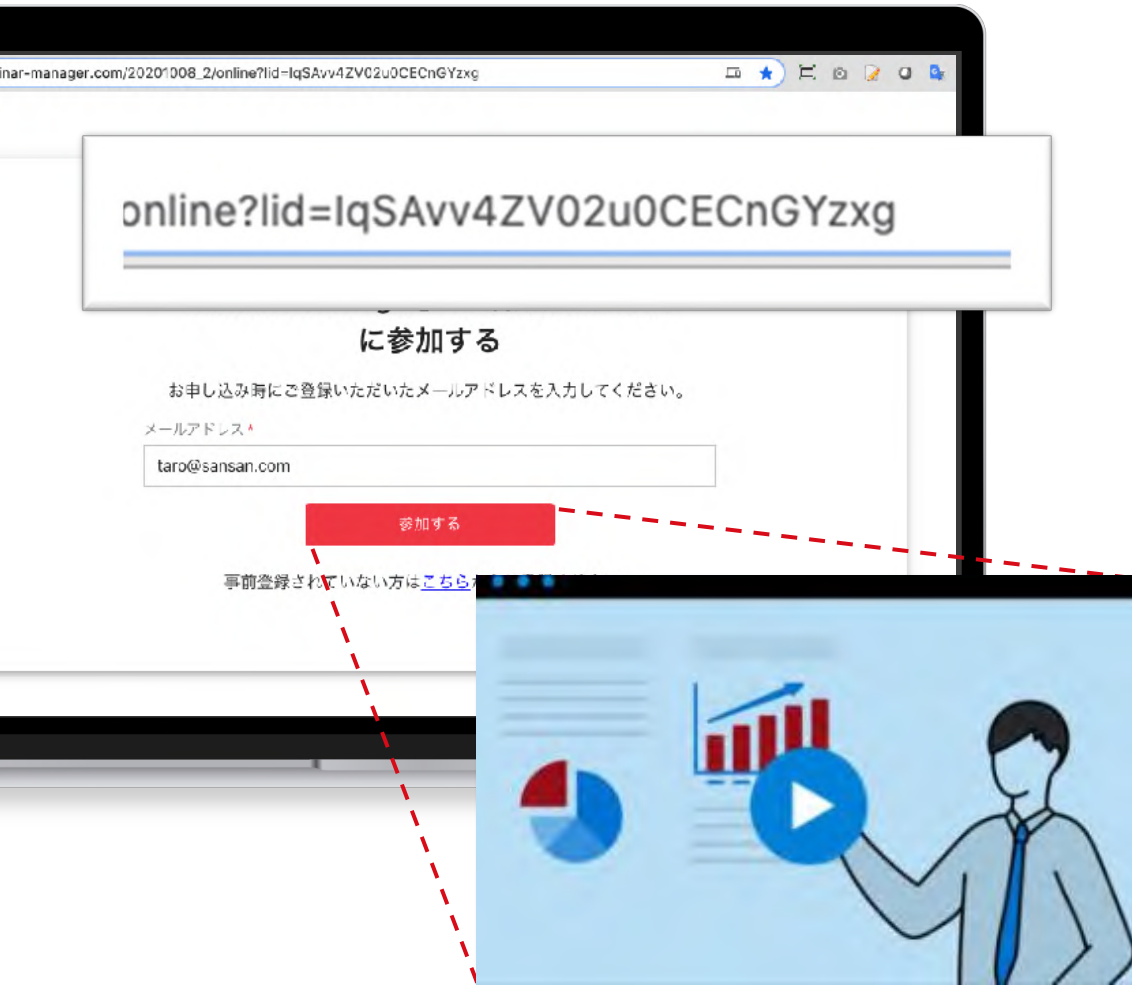 inar-manager.com/20201008_2/online?lid=IqSAvv4ZV02u0CECnGYzxg
online?lid=IqSAvv4ZV02u0CECnGYzxg
に参加する
お申し込み時にご登録いただいたメールアドレスを入力してください。
メールアドレス*
taro@sansan.com
参加する
事前登録されていない方はこちら